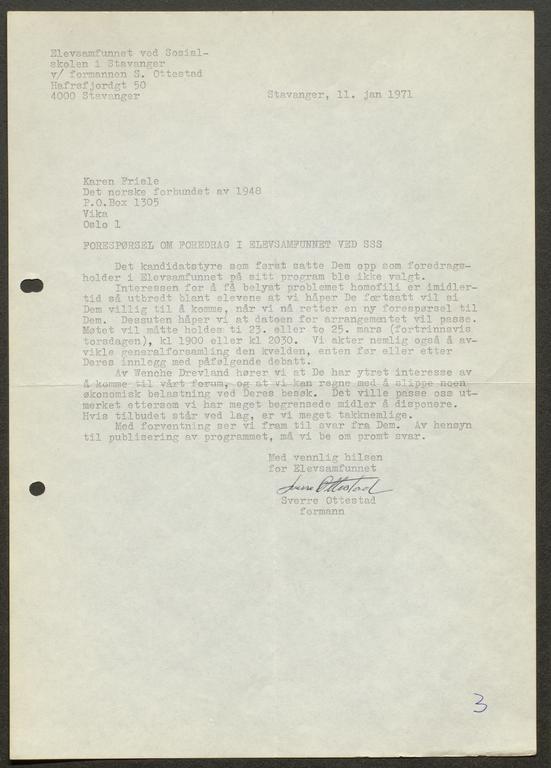 Elevsamfunnet ved Sosial-
skolen i Stavanger
v/ formannen S. Ottestad
Hafrsfjordgt 50
4000 Stavanger
Stavanger, 11. jan 1971
Karen Friele
Det norske forbundet av 1948
P.O.Box 1305
Vika
Oslo 1
FORESPØRSEL OM FOREDRAG I ELEVSAMFUNNET VED SSS
Det kandidatstyre som først satte Dem opp som foredrags-
holder i Elevsamfunnet på sitt program ble ikke valgt.
Interessen for å få belyst problemet homofili er imidler-
tid så utbredt blant elevene at vi håper De fortsatt vil si
Dem villig til å komme, når vi nå retter en ny forespørsel til
Dem. Dessuten håper vi at datoen for arrangementet vil passe.
Møtet vil måtte holdes ti 23. eller to 25. mars (fortrinnsvis
torsdagen), kl 1900 eller kl 2030. Vi akter nemlig også å av-
vikle generalforsamling den kvelden, enten før eller etter
Deres innlegg med påfølgende debatt.
Av Wenche Drevland hører vi at De har ytret interesse av
å komme til vårt forum, og at vi kan regne med å slippe noen
økonomisk belastning ved Deres besøk. Det ville passe oss ut-
merket ettersom vi har meget begrensede midler å disponere.
Hvis tilbudet står ved lag, er vi meget takknemlige.
Med forventning ser vi fram til svar fra Dem. Av hensyn
til publisering av programmet, må vi be om promt svar.
Med vennlig hilsen
for Elevsamfunnet
Sverre Ottestad
Sverre Ottestad
formann
3